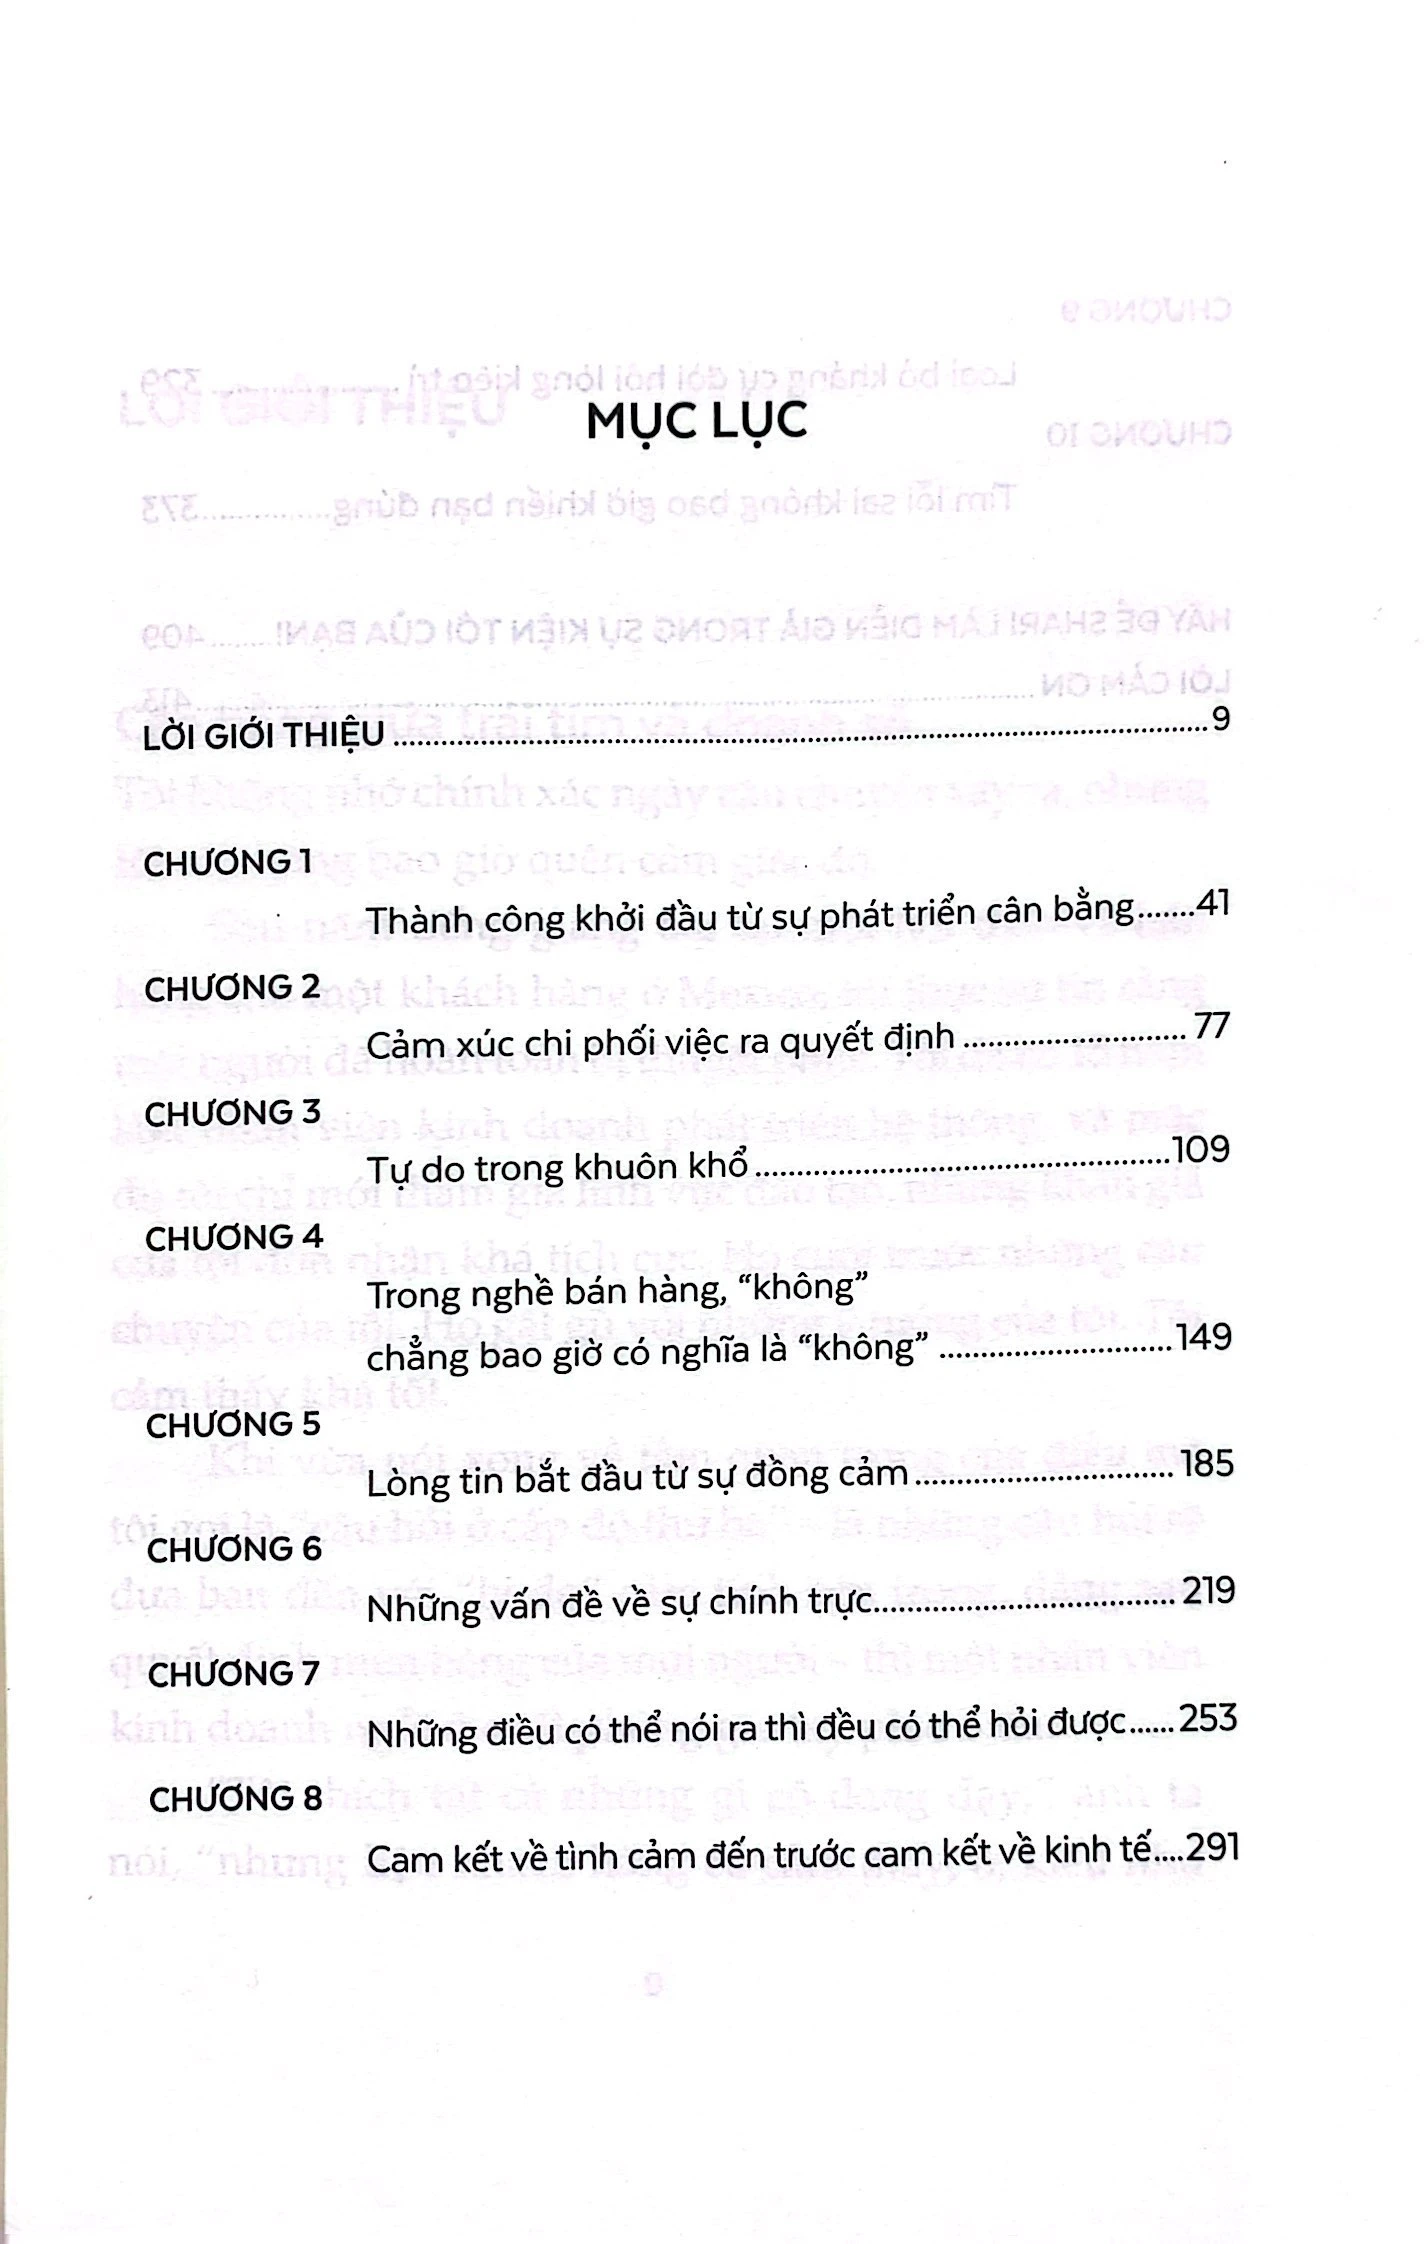 MỤC LỤC
LỜI GIỚI THIỆU ........................................ 9
CHƯƠNG 1
Thành công khởi đầu từ sự phát triển cân bằng.......41
CHƯƠNG 2
Cảm xúc chi phối việc ra quyết định ........................... 77
CHƯƠNG 3
Tự do trong khuôn khổ..................................................109
CHƯƠNG 4
Trong nghề bán hàng, “không”
chẳng bao giờ có nghĩa là “không” ............................149
CHƯƠNG 5
Lòng tin bắt đầu từ sự đồng cảm............................... 185
CHƯƠNG 6
Những vấn đề về sự chính trực.................................... 219
CHƯƠNG 7
Những điều có thể nói ra thì đều có thể hỏi được...... 253
CHƯƠNG 8
Cam kết về tình cảm đến trước cam kết về kinh tế....291